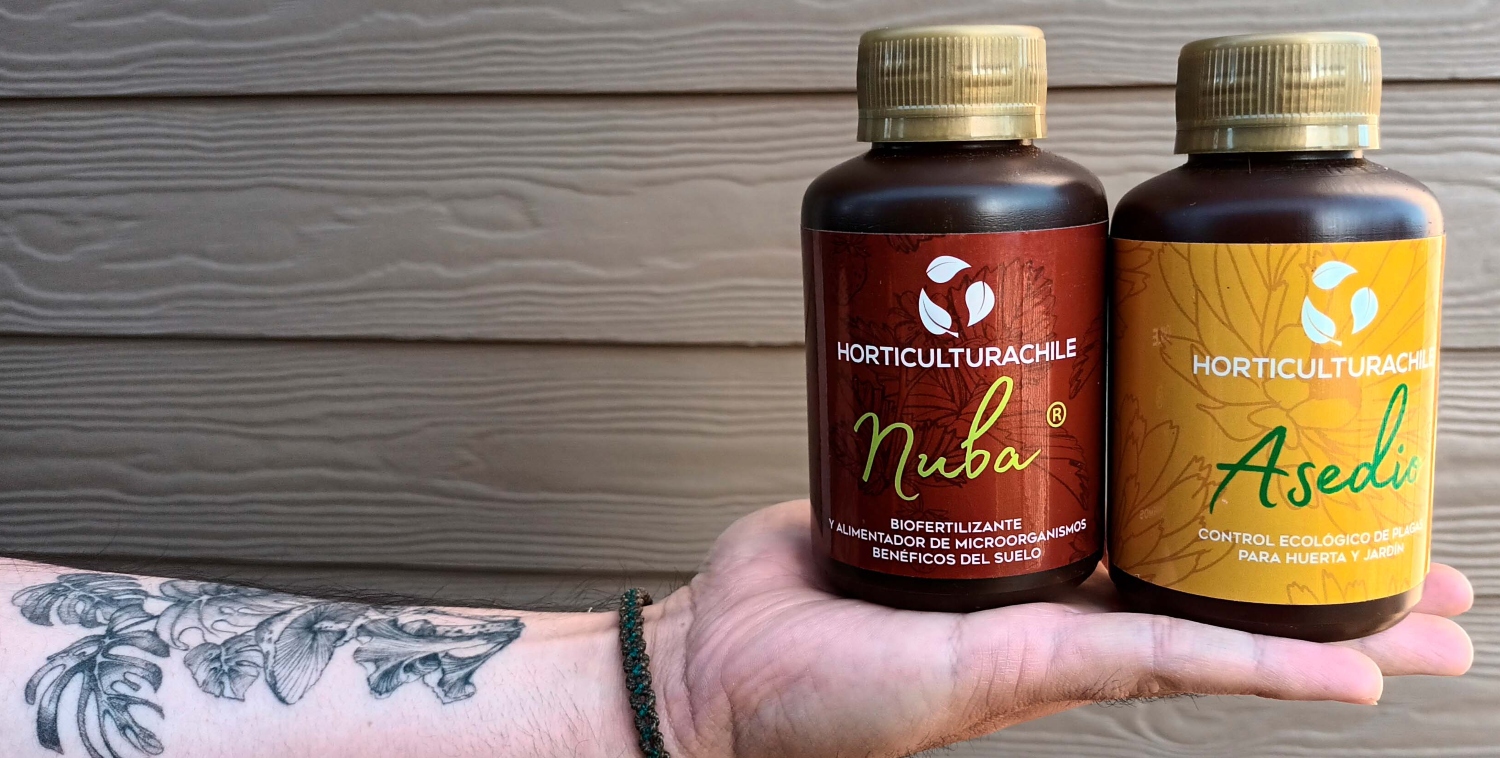 HORTICULTURACHILE
Nuba ®
BIOFERTILIZANTE
Y ALIMENTADOR DE MICROORGANISMOS
BENÉFICOS DEL SUELO
HORTICULTURACHILE
Asedio
CONTROL ECOLÓGICO DE PLAGAS
PARA HUERTA Y JARDÍN